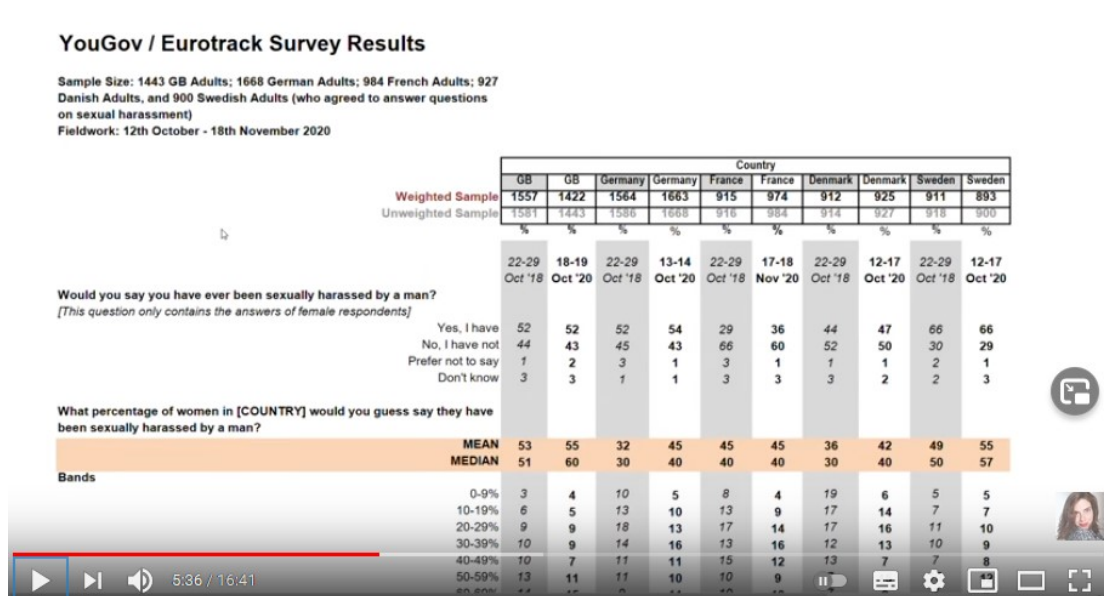 YouGov / Eurotrack Survey Results
Sample Size: 1443 GB Adults; 1668 German Adults; 984 French Adults; 927
Danish Adults, and 900 Swedish Adults (who agreed to answer questions
on sexual harassment)
Fieldwork: 12th October - 18th November 2020
Country
GB GB Germany Germany France France Denmark Denmark Sweden Sweden
Weighted Sample 1557 1422 1564 1663 915 974 912 925 911 893
Unweighted Sample 1581 1443 1586 1668 916 984 914 927 918 900
% % % % % % % % % %
22-29 18-19 22-29 13-14 22-29 17-18 22-29 12-17 22-29 12-17
Oct '18 Oct '20 Oct '18 Oct '20 Oct '18 Nov '20 Oct '18 Oct '20 Oct '18 Oct '20
Would you say you have ever been sexually harassed by a man?
[This question only contains the answers of female respondents]
Yes, I have 52 52 52 54 29 36 44 47 66 66
No, I have not 44 43 45 43 66 60 52 50 30 29
Prefer not to say 1 2 3 1 3 1 1 1 2 1
Don't know 3 3 1 1 3 3 3 2 2 3
What percentage of women in [COUNTRY] would you guess say they have
been sexually harassed by a man?
MEAN 53 55 32 45 45 45 36 42 49 55
MEDIAN 51 60 30 40 40 40 30 40 50 57
Bands
0-9% 3 4 10 5 8 4 19 6 5 5
10-19% 6 5 13 10 13 9 17 14 7 7
20-29% 9 9 18 13 17 14 17 16 11 10
30-39% 10 9 14 16 13 16 12 13 10 9
40-49% 10 7 11 11 15 12 13 7 7 8
50-59% 13 11 11 10 10 9
5:36 / 16:41